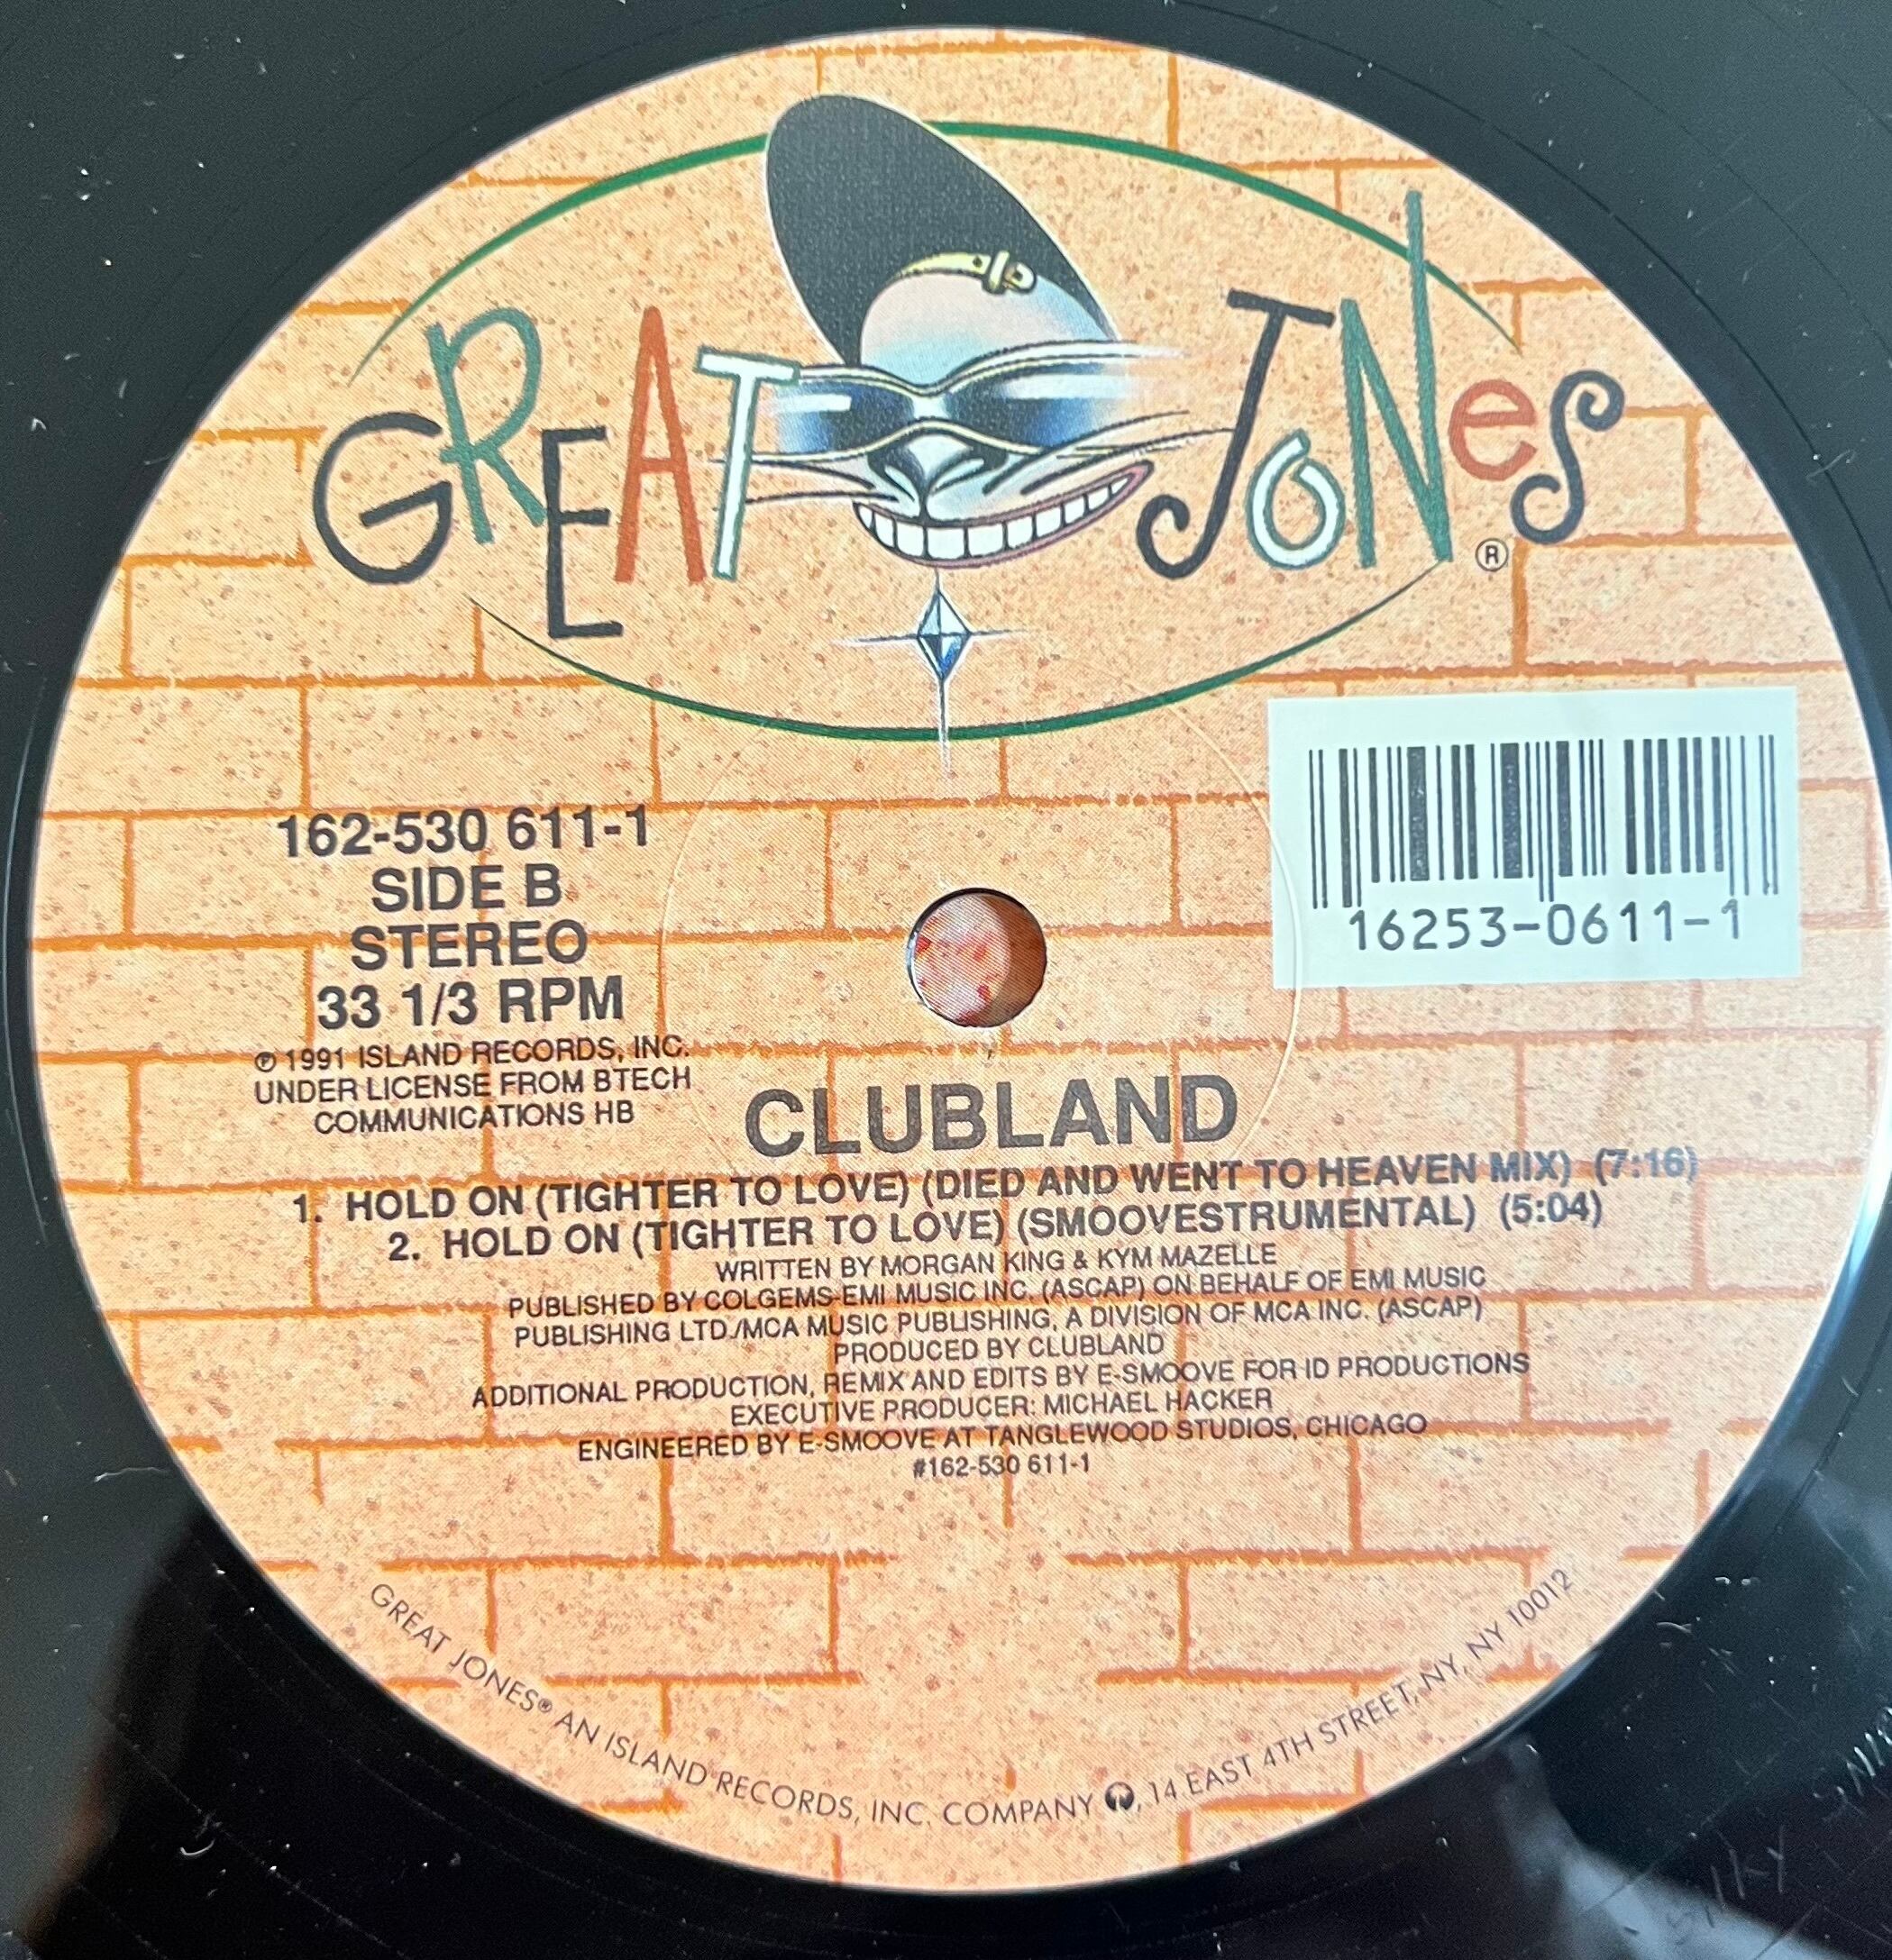 GREAT JONES ®
162-530 611-1
SIDE B
STEREO
33 1/3 RPM
℗ 1991 ISLAND RECORDS, INC.
UNDER LICENSE FROM BTECH
COMMUNICATIONS HB
16253-0611-1
CLUBLAND
1. HOLD ON (TIGHTER TO LOVE) (DIED AND WENT TO HEAVEN MIX) (7:16)
2. HOLD ON (TIGHTER TO LOVE) (SMOOVESTRUMENTAL) (5:04)
WRITTEN BY MORGAN KING & KYM MAZELLE
PUBLISHED BY COLGEMS-EMI MUSIC INC. (ASCAP) ON BEHALF OF EMI MUSIC
PUBLISHING LTD./MCA MUSIC PUBLISHING, A DIVISION OF MCA INC. (ASCAP)
PRODUCED BY CLUBLAND
ADDITIONAL PRODUCTION, REMIX AND EDITS BY E-SMOOVE FOR ID PRODUCTIONS
EXECUTIVE PRODUCER: MICHAEL HACKER
ENGINEERED BY E-SMOOVE AT TANGLEWOOD STUDIOS, CHICAGO
#162-530 611-1
GREAT JONES® AN ISLAND RECORDS, INC. COMPANY, 14 EAST 4TH STREET, NY, NY 10012